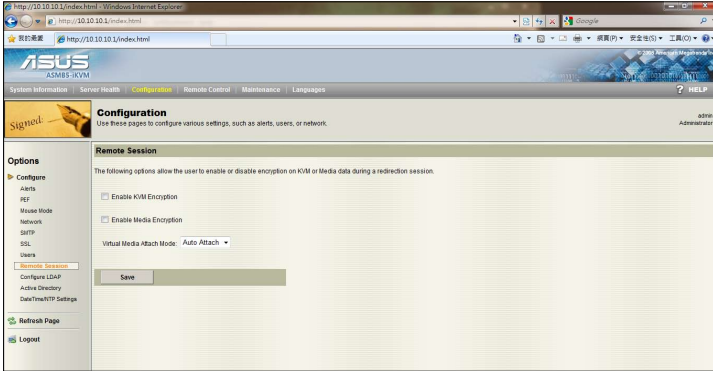 http://10.10.10.1/index.html - Windows Internet Explorer
http://10.10.10.1/index.html
Google
我的最愛
http://10.10.10.1/index.html
網頁(P)
安全性(S)
工具(O)
ASUS
ASMB5-iKVM
System Information
Server Health
Configuration
Remote Control
Maintenance
Languages
HELP
Signed:
Configuration
Use these pages to configure various settings, such as alerts, users, or network.
admin
Administrator
Options
Configure
Alerts
PEF
Mouse Mode
Network
SMTP
SSL
Users
Remote Session
Configure LDAP
Active Directory
DateTime/NTP Settings
Refresh Page
Logout
Remote Session
The following options allow the user to enable or disable encryption on KVM or Media data during a redirection session.
Enable KVM Encryption
Enable Media Encryption
Virtual Media Attach Mode: Auto Attach
Save